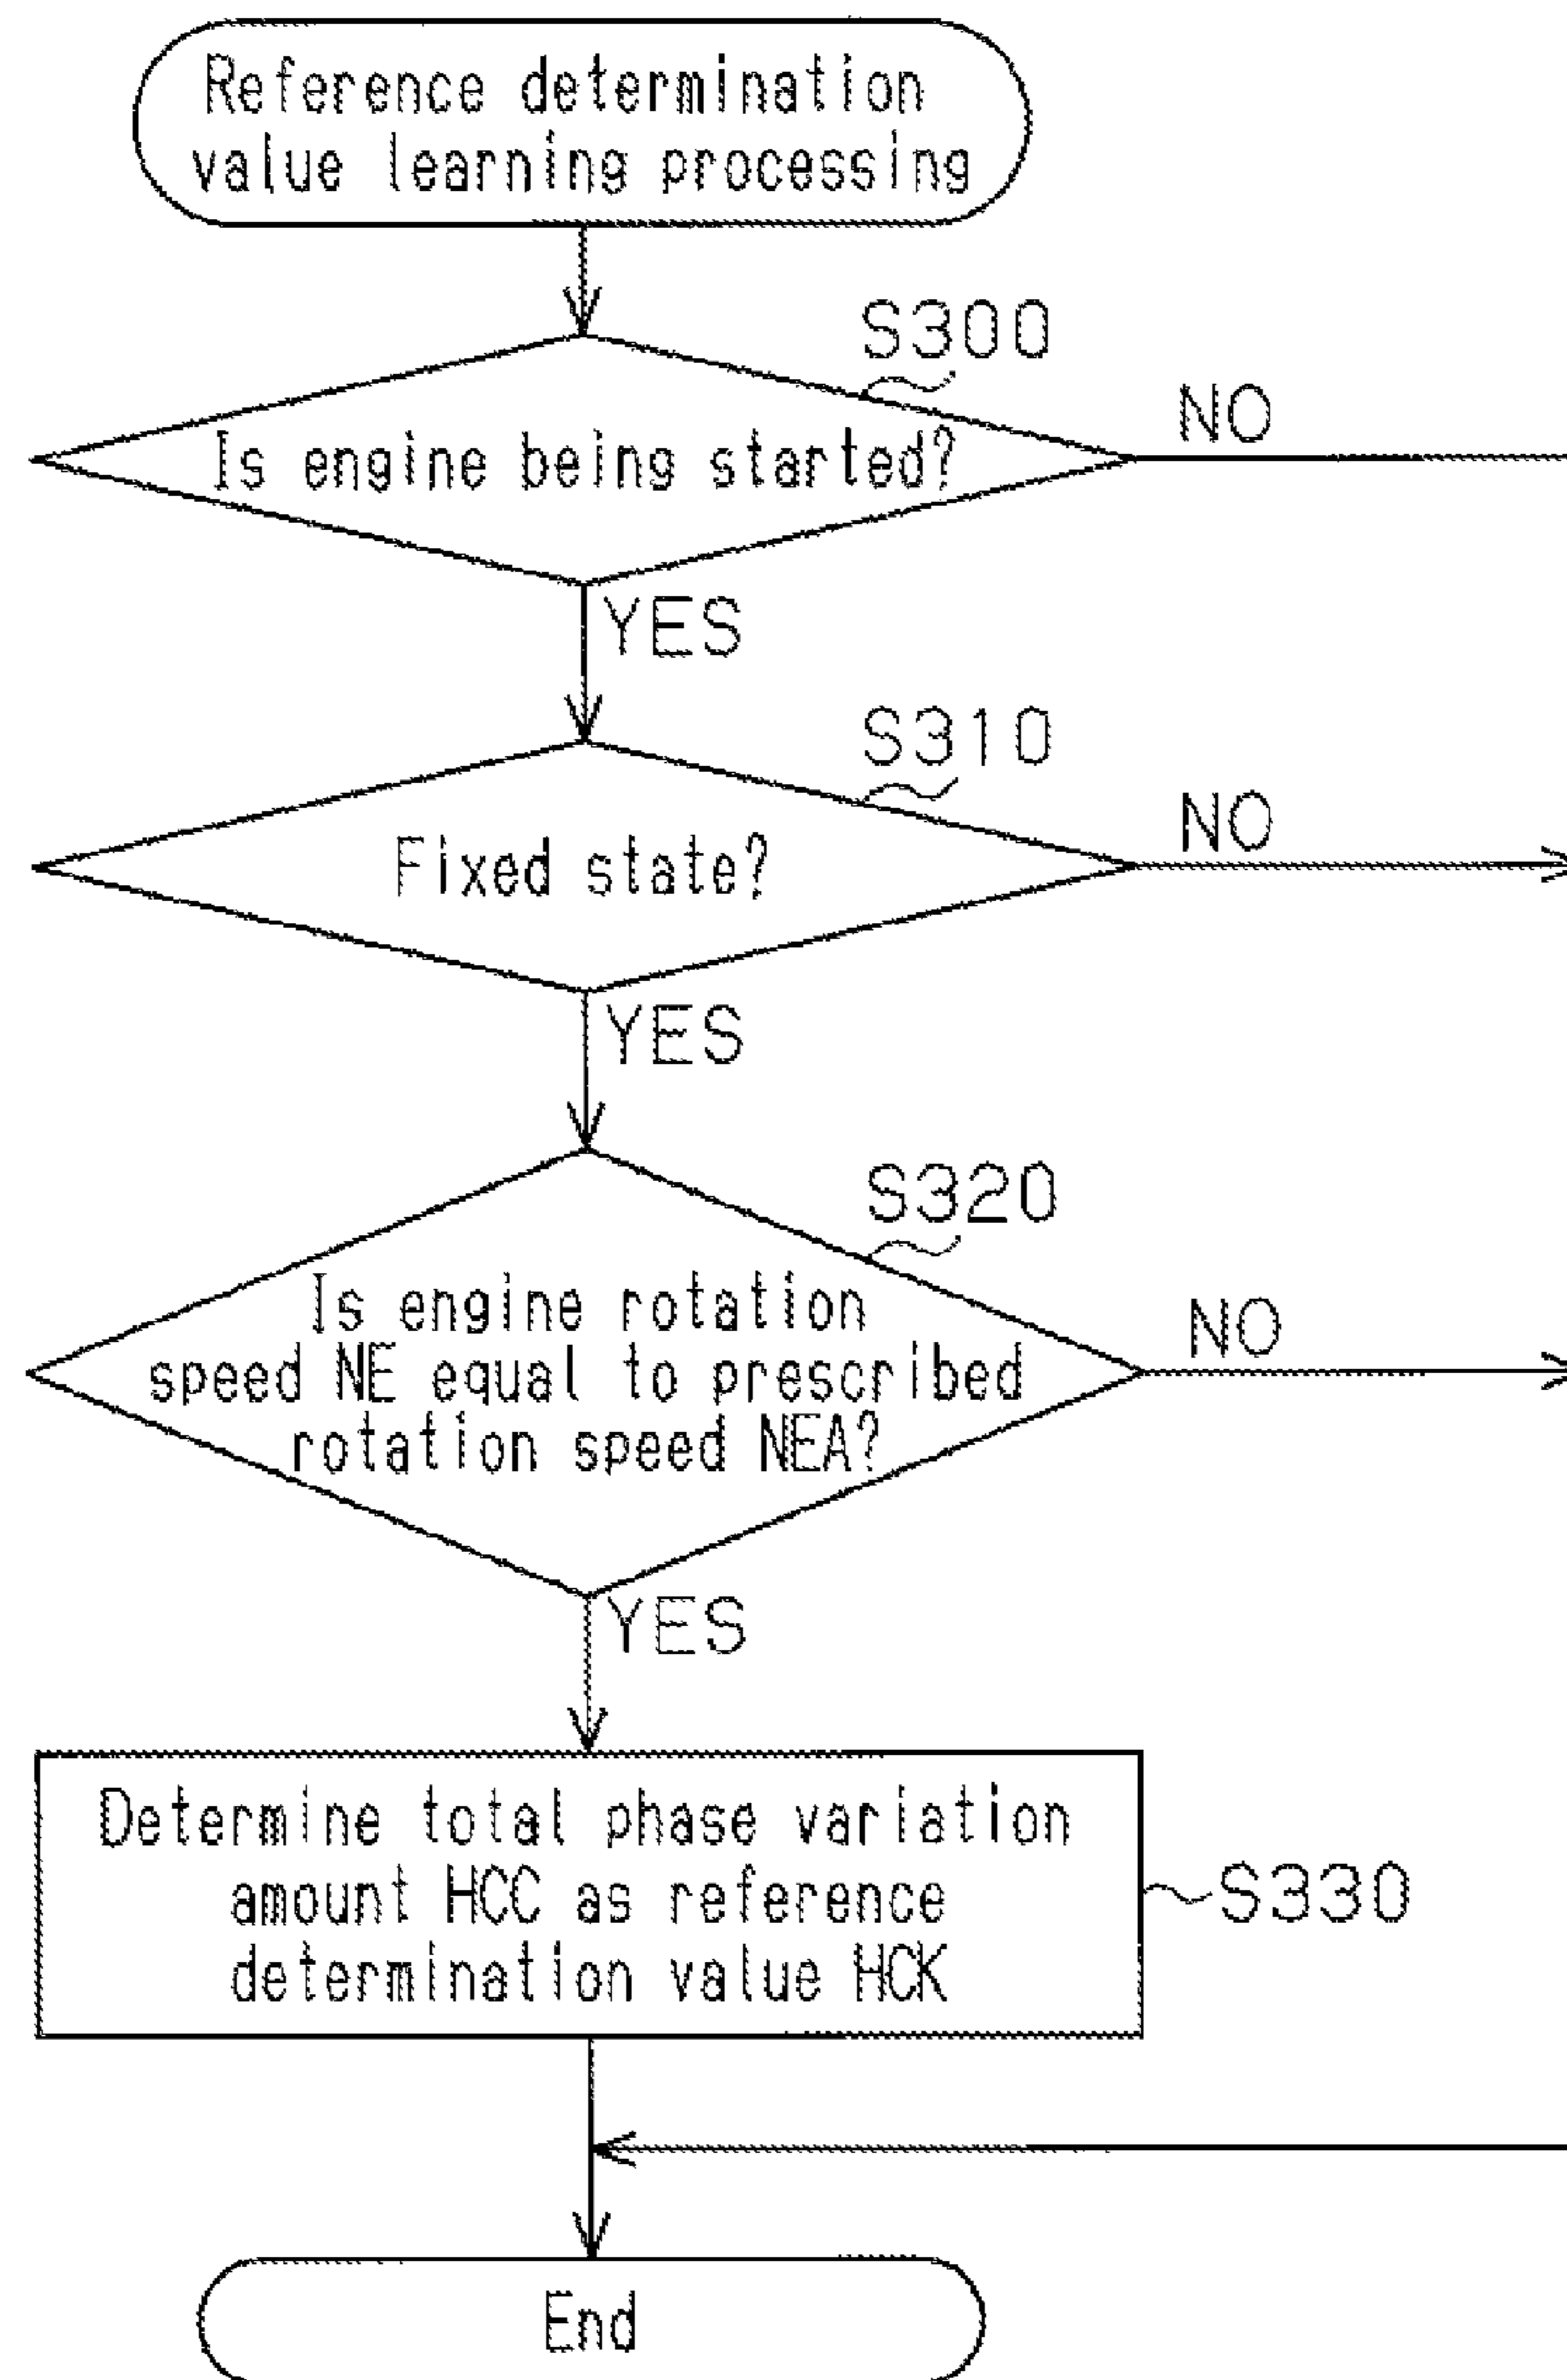 Reference determination
value learning processing
S300
Is engine being started?
NO
YES
S310
Fixed state?
NO
YES
S320
Is engine rotation
speed NE equal to prescribed
rotation speed NEA?
NO
YES
Determine total phase variation
amount HCC as reference
determination value HCK
S330
End